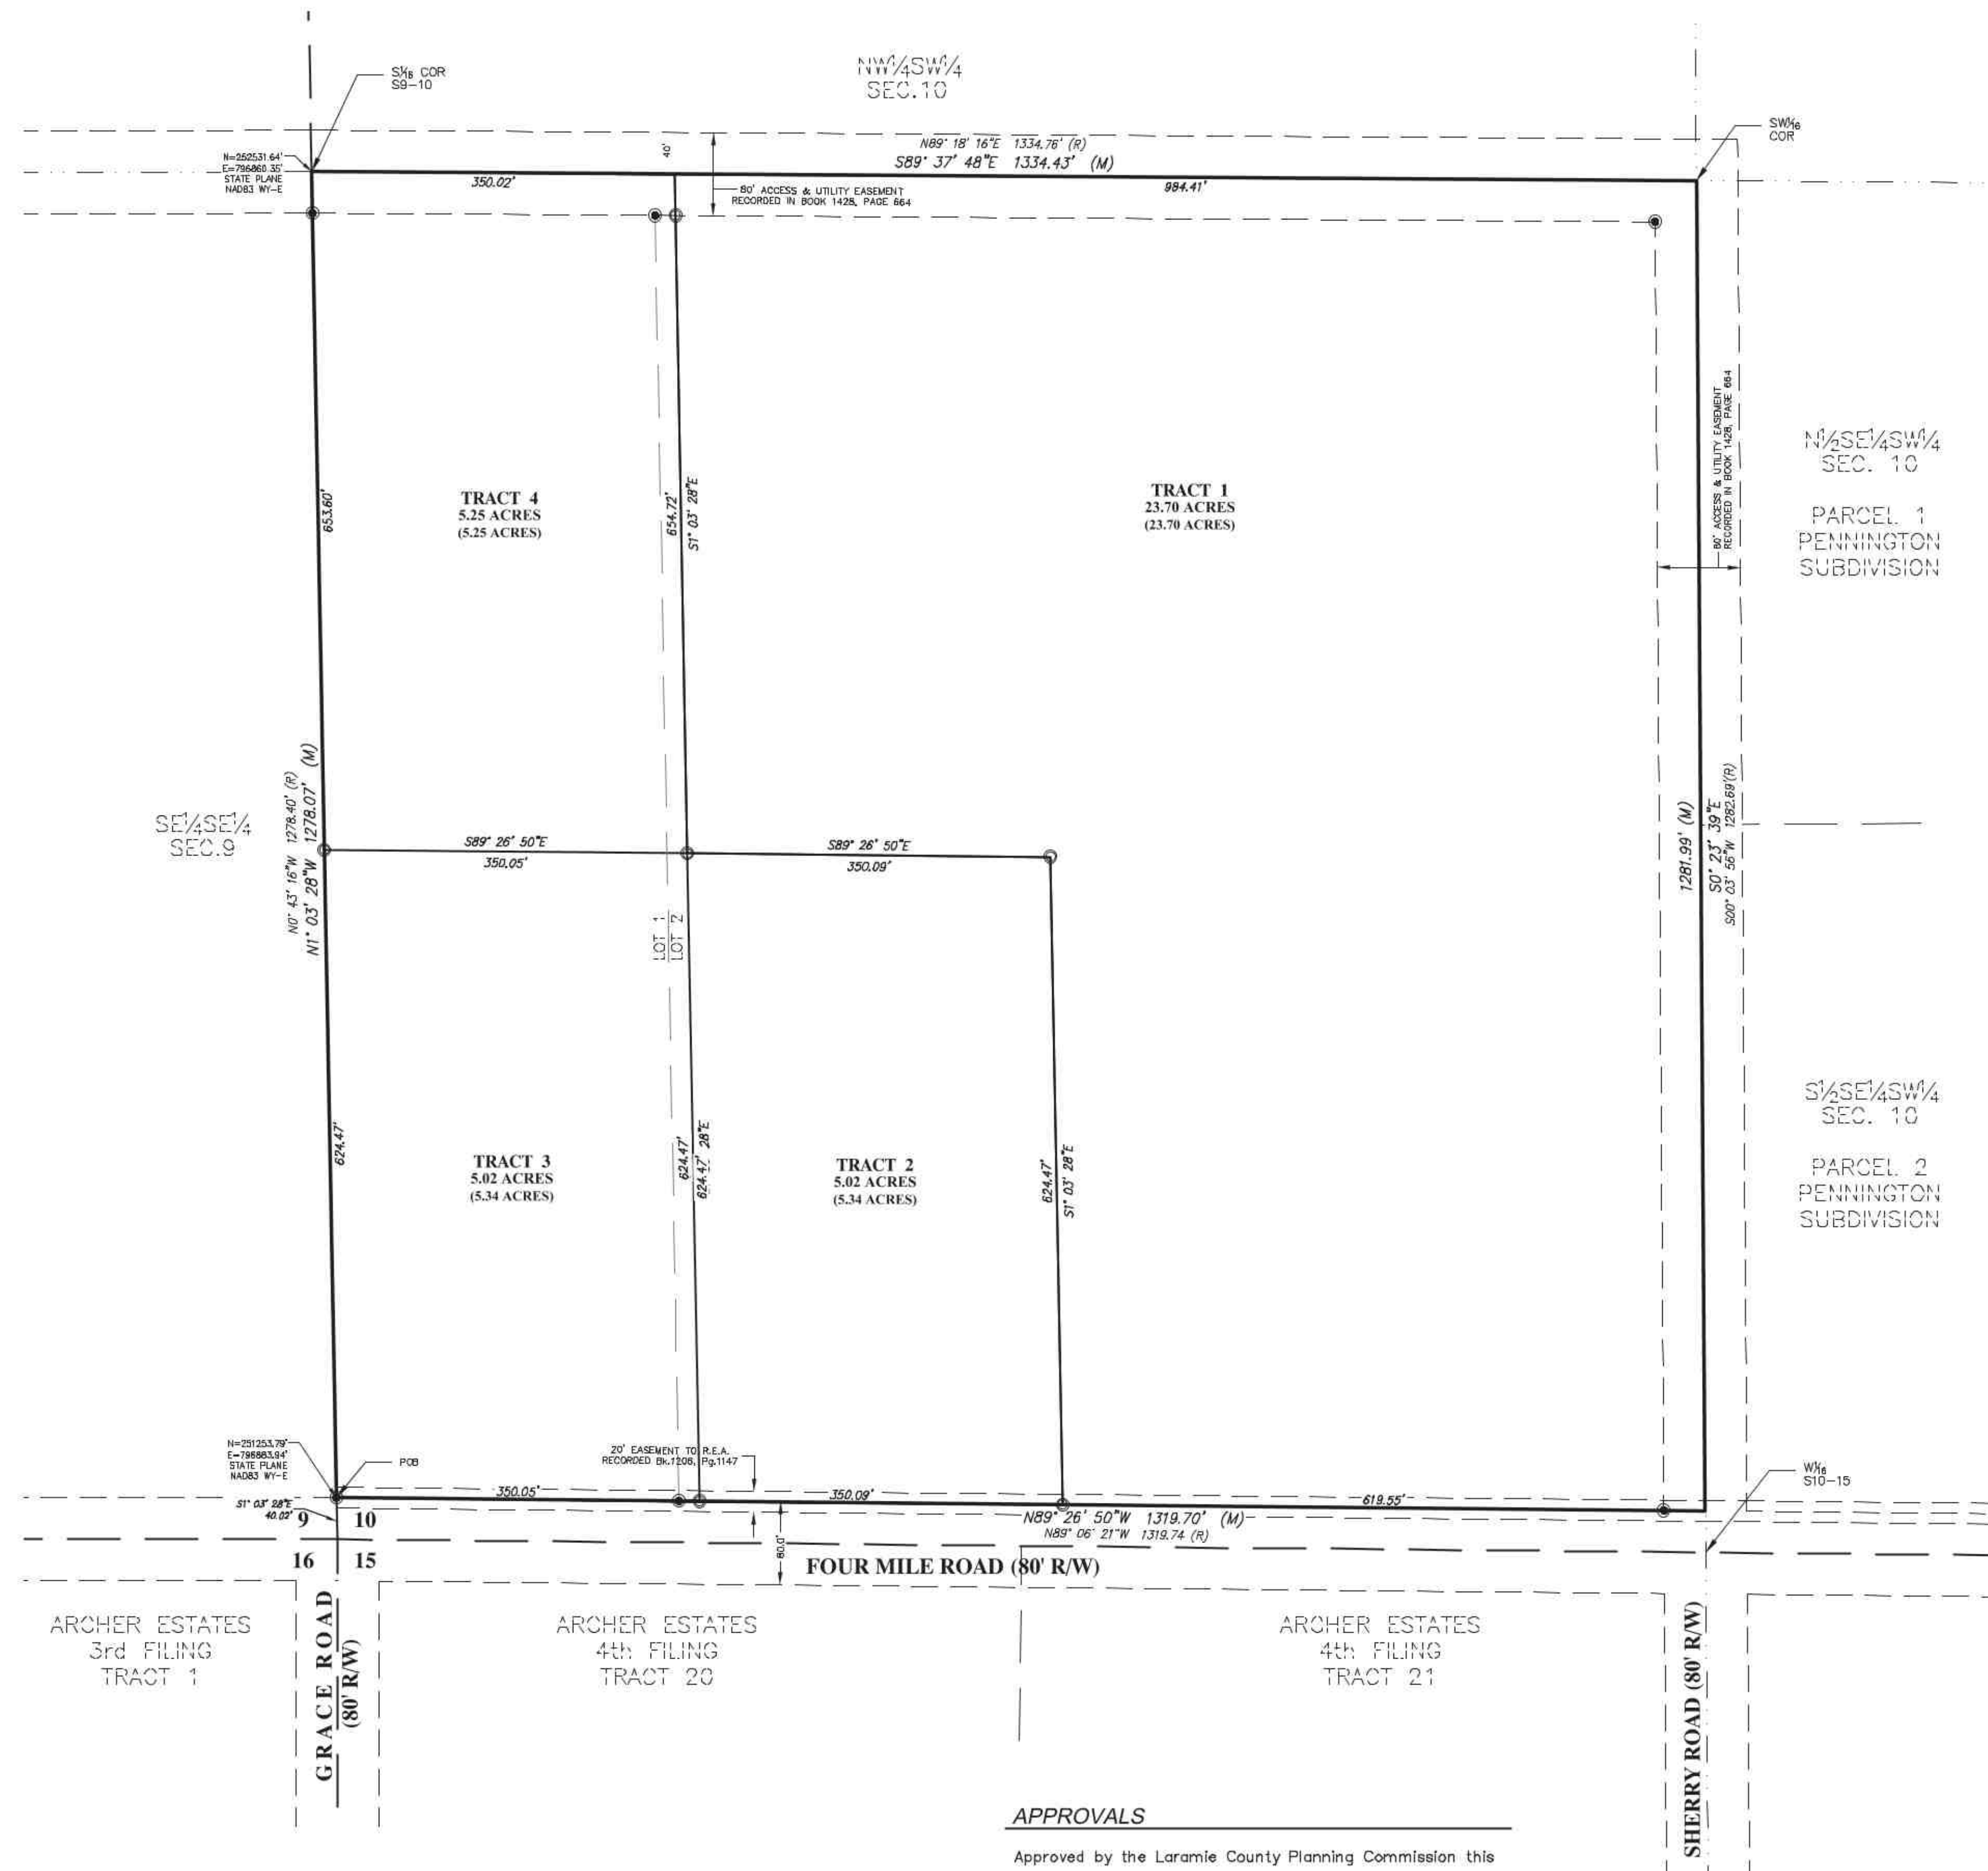 NW¼SW¼
SEC.10
S1/16 COR
S9-10
SW1/16
COR
N=252531.64'
E=796860.35'
STATE PLANE
NAD83 WY-E
40'
N89° 18' 16"E 1334.76' (R)
S89° 37' 48"E 1334.43' (M)
350.02'
984.41'
80' ACCESS & UTILITY EASEMENT
RECORDED IN BOOK 1428, PAGE 664
80' ACCESS & UTILITY EASEMENT
RECORDED IN BOOK 1428, PAGE 664
653.60'
TRACT 4
5.25 ACRES
(5.25 ACRES)
654.72'
S1° 03' 28"E
TRACT 1
23.70 ACRES
(23.70 ACRES)
N½SE¼SW¼
SEC. 10
PARCEL 1
PENNINGTON
SUBDIVISION
SE¼SE¼
SEC.9
N0° 43' 16"W 1278.40' (R)
N1° 03' 28"W 1278.07' (M)
S89° 26' 50"E
350.05'
S89° 26' 50"E
350.09'
LOT 1
LOT 2
1281.99' (M)
S0° 23' 39"E
S00° 03' 56"W 1282.69'(R)
624.47'
TRACT 3
5.02 ACRES
(5.34 ACRES)
624.47'
624.47' 28"E
TRACT 2
5.02 ACRES
(5.34 ACRES)
624.47'
S1° 03' 28"E
S½SE¼SW¼
SEC. 10
PARCEL 2
PENNINGTON
SUBDIVISION
N=251253.79'
E=796883.94'
STATE PLANE
NAD83 WY-E
POB
20' EASEMENT TO R.E.A.
RECORDED Bk.1206, Pg.1147
W1/16
S10-15
S1° 03' 28"E
40.02'
350.05'
350.09'
619.55'
N89° 26' 50"W 1319.70' (M)
N89° 06' 21"W 1319.74 (R)
9 10
16 15
80.0'
FOUR MILE ROAD (80' R/W)
ARCHER ESTATES
3rd FILING
TRACT 1
GRACE ROAD
(80' R/W)
ARCHER ESTATES
4th FILING
TRACT 20
ARCHER ESTATES
4th FILING
TRACT 21
SHERRY ROAD (80' R/W)
APPROVALS
Approved by the Laramie County Planning Commission this